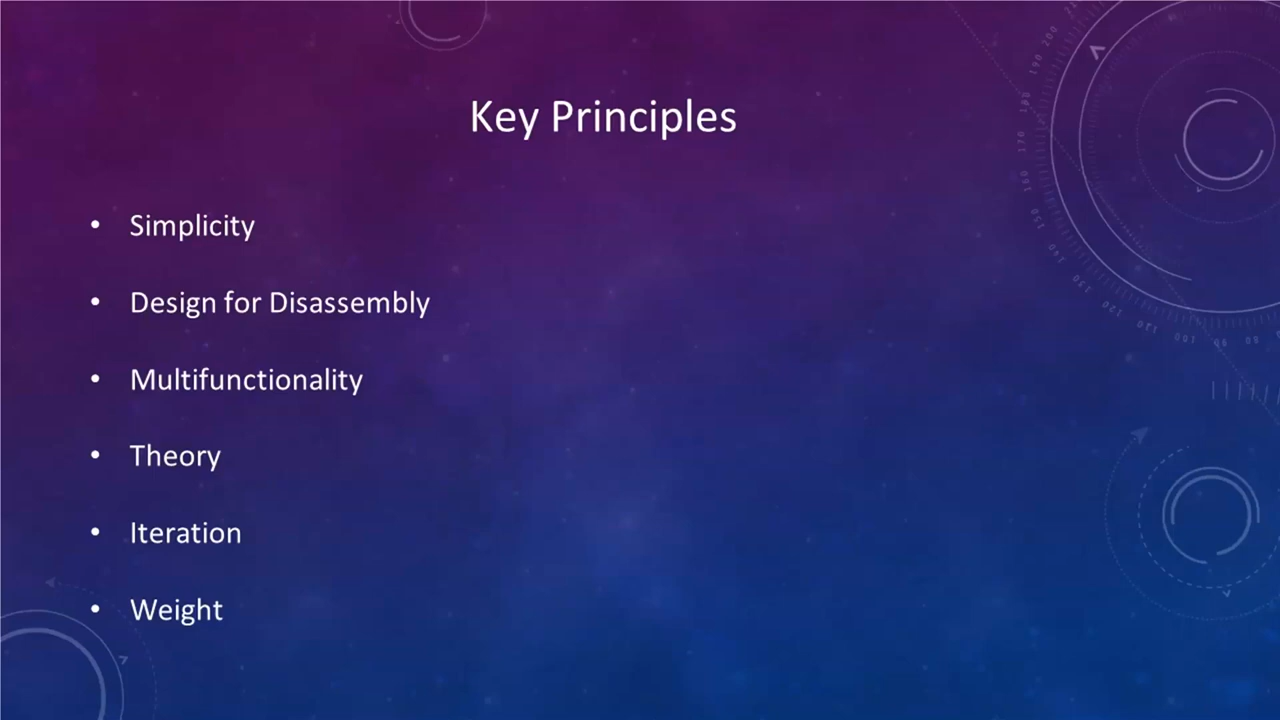 Key Principles
• Simplicity
• Design for Disassembly
• Multifunctionality
• Theory
• Iteration
• Weight